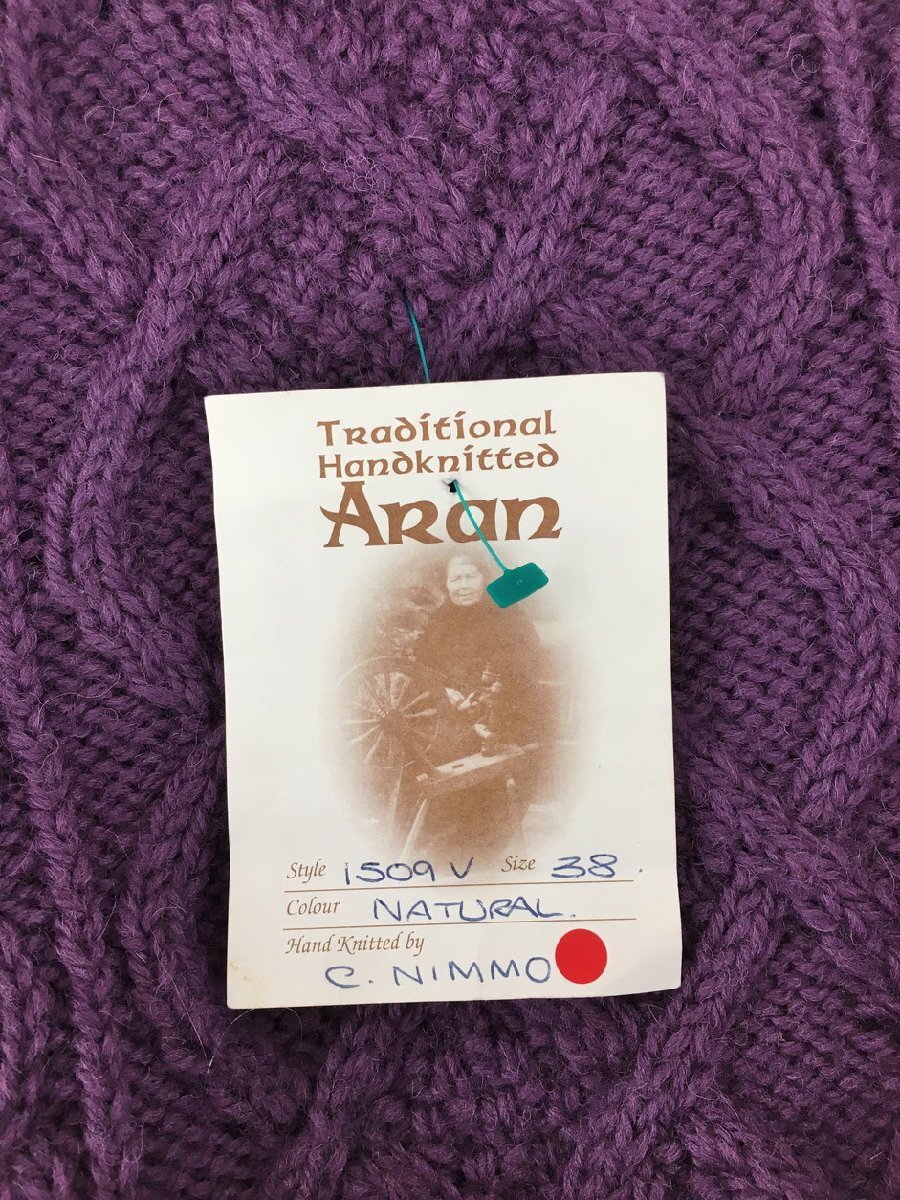 Traditional
Handknitted
Aran
Style 1509 V Size 38.
Colour NATURAL.
Hand Knitted by
C. NIMMO